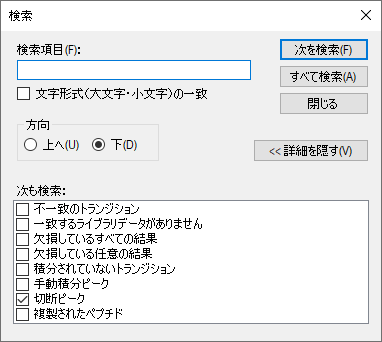 検索
検索項目(F):
次を検索(F)
すべて検索(A)
文字形式(大文字・小文字)の一致
閉じる
方向
上へ(U)
下(D)
<< 詳細を隠す(V)
次も検索:
不一致のトランジション
一致するライブラリデータがありません
欠損しているすべての結果
欠損している任意の結果
積分されていないトランジション
手動積分ピーク
切断ピーク
複製されたペプチド